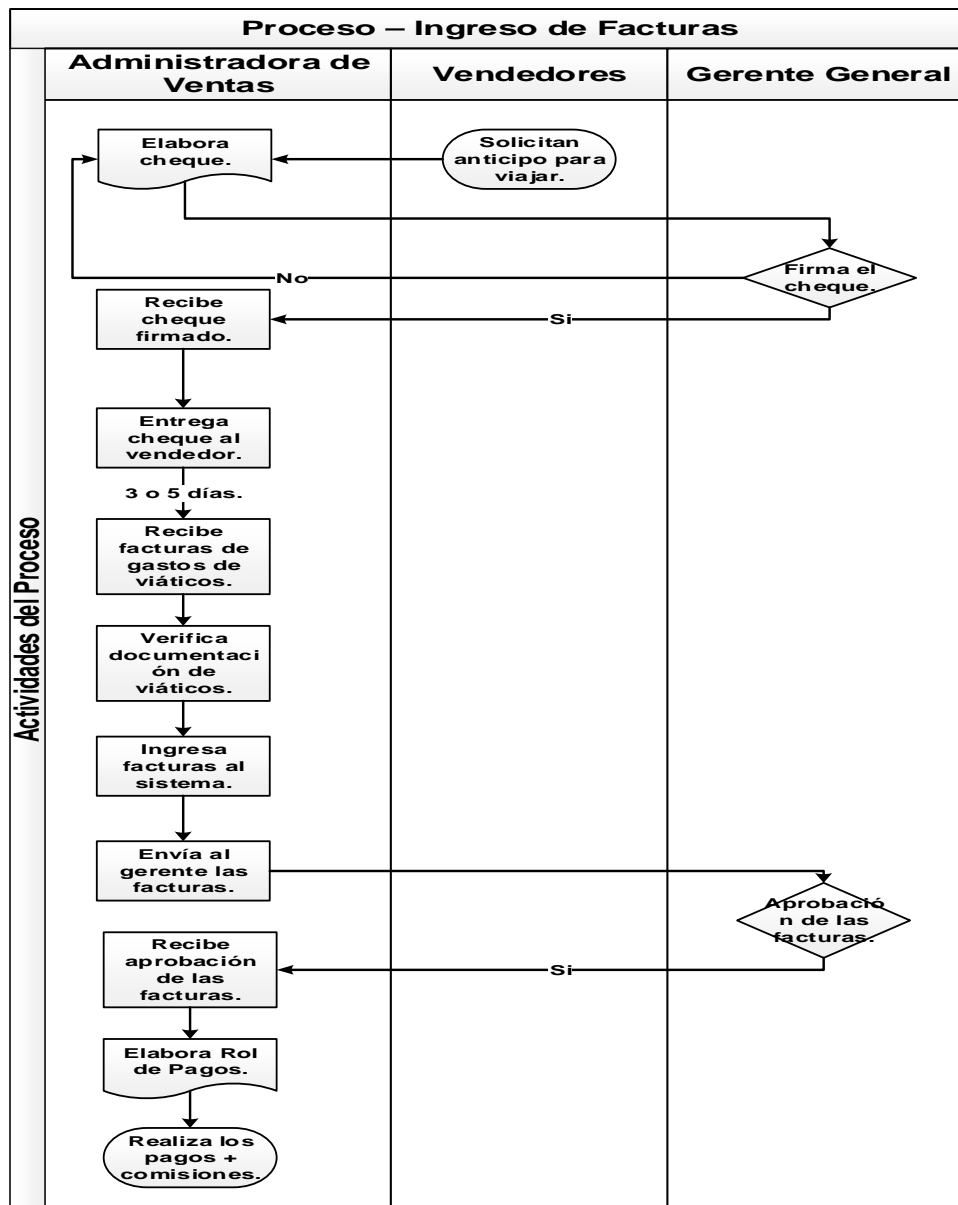 Proceso – Ingreso de Facturas
Administradora de
Ventas
Vendedores
Gerente General
Actividades del Proceso
Elabora
cheque.
Solicitan
anticipo para
viajar.
Firma el
cheque.
No
Recibe
cheque
firmado.
Si
Entrega
cheque al
vendedor.
3 o 5 días.
Recibe
facturas de
gastos de
viáticos.
Verifica
documentaci
ón de
viáticos.
Ingresa
facturas al
sistema.
Envía al
gerente las
facturas.
Aprobació
n de las
facturas.
Recibe
aprobación
de las
facturas.
Si
Elabora Rol
de Pagos.
Realiza los
pagos +
comisiones.